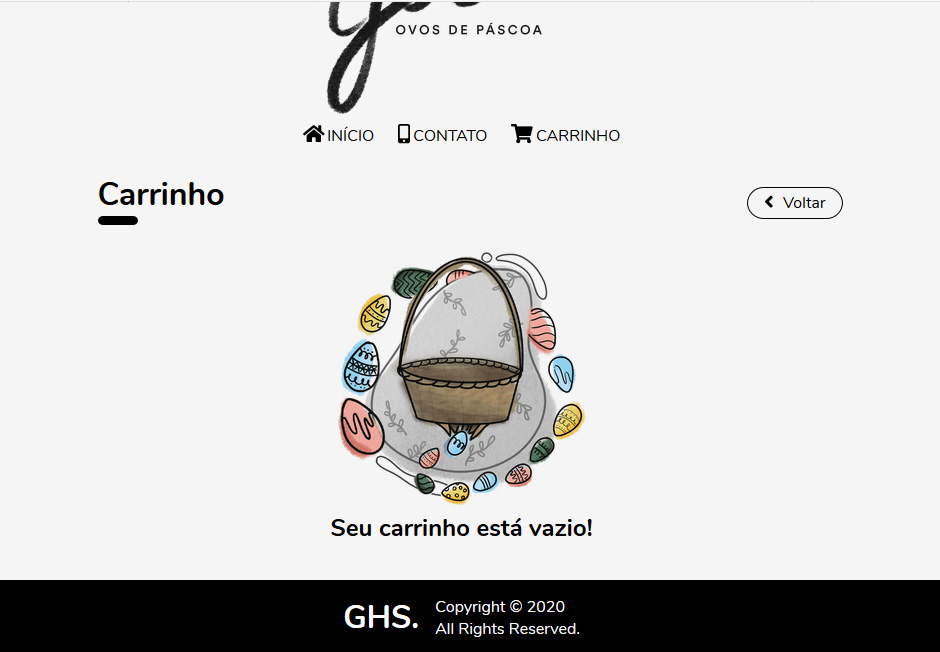 OVOS DE PÁSCOA
INÍCIO CONTATO CARRINHO
Carrinho
Voltar
Seu carrinho está vazio!
GHS.
Copyright © 2020
All Rights Reserved.